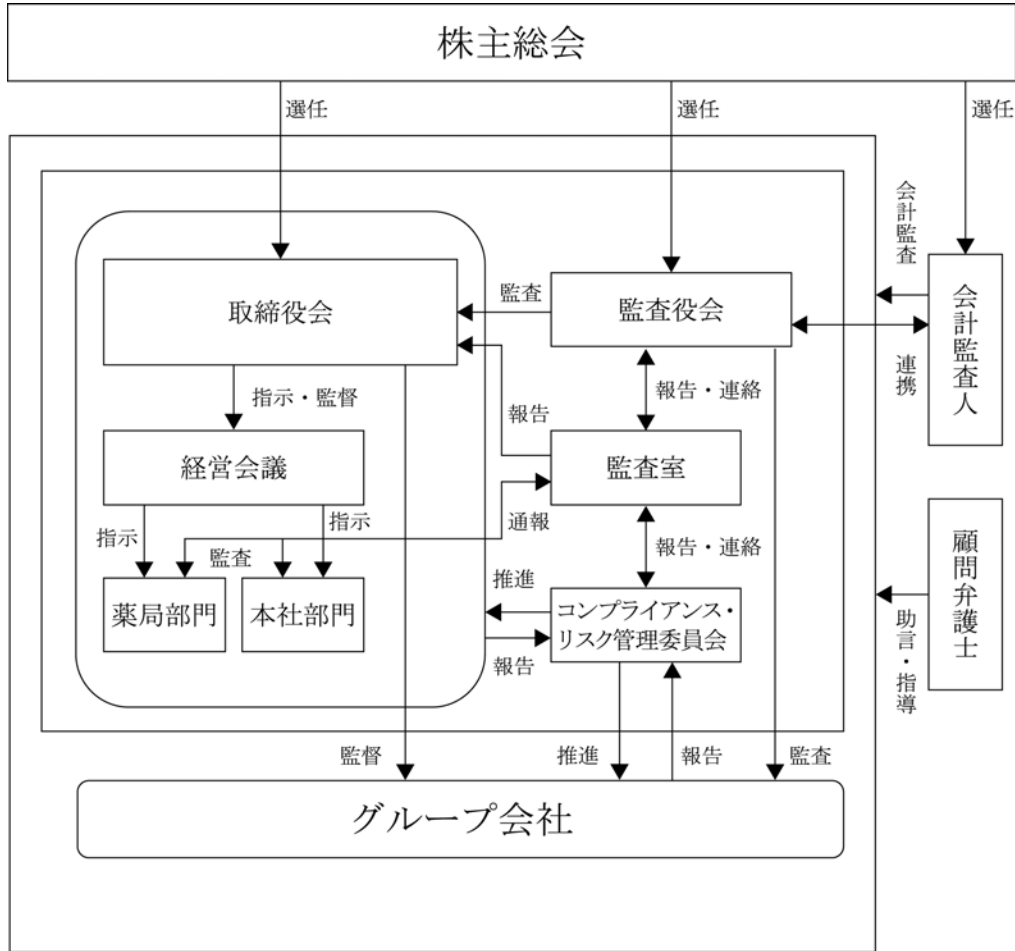 株主総会
選任
選任
選任
会計監査
取締役会
監査
監査役会
会計監査人
連携
指示・監督
報告
報告・連絡
経営会議
監査室
指示
指示
監査
通報
報告・連絡
顧問弁護士
薬局部門
本社部門
推進
コンプライアンス・
リスク管理委員会
報告
助言・指導
監督
推進
報告
監査
グループ会社